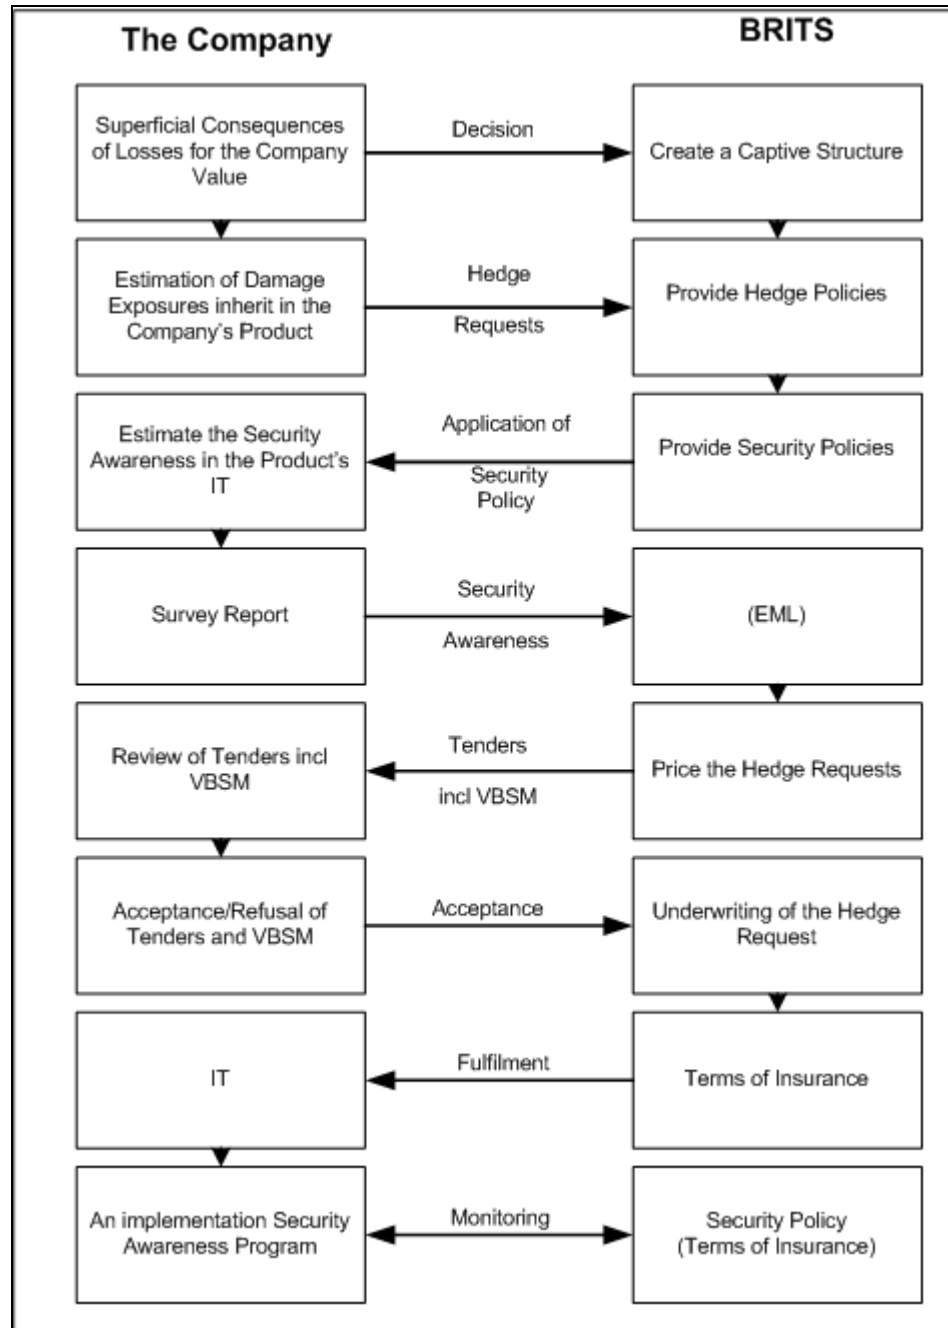 The Company
BRITS
Superficial Consequences
of Losses for the Company
Value
Decision
Create a Captive Structure
Estimation of Damage
Exposures inherit in the
Company's Product
Hedge
Requests
Provide Hedge Policies
Estimate the Security
Awareness in the Product's
IT
Application of
Security
Policy
Provide Security Policies
Survey Report
Security
Awareness
(EML)
Review of Tenders incl
VBSM
Tenders
incl VBSM
Price the Hedge Requests
Acceptance/Refusal of
Tenders and VBSM
Acceptance
Underwriting of the Hedge
Request
IT
Fulfilment
Terms of Insurance
An implementation Security
Awareness Program
Monitoring
Security Policy
(Terms of Insurance)